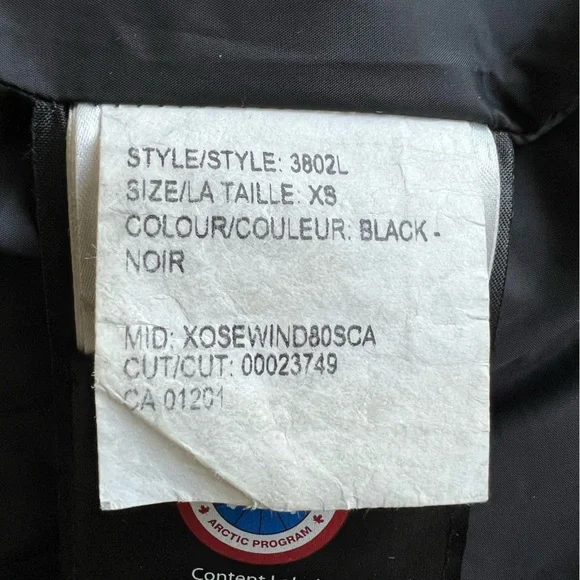 STYLE/STYLE: 3802L
SIZE/LA TAILLE: XS
COLOUR/COULEUR: BLACK -
NOIR
MID: XOSEWIND80SCA
CUT/CUT: 00023749
CA 01201
ARCTIC PROGRAM
Content